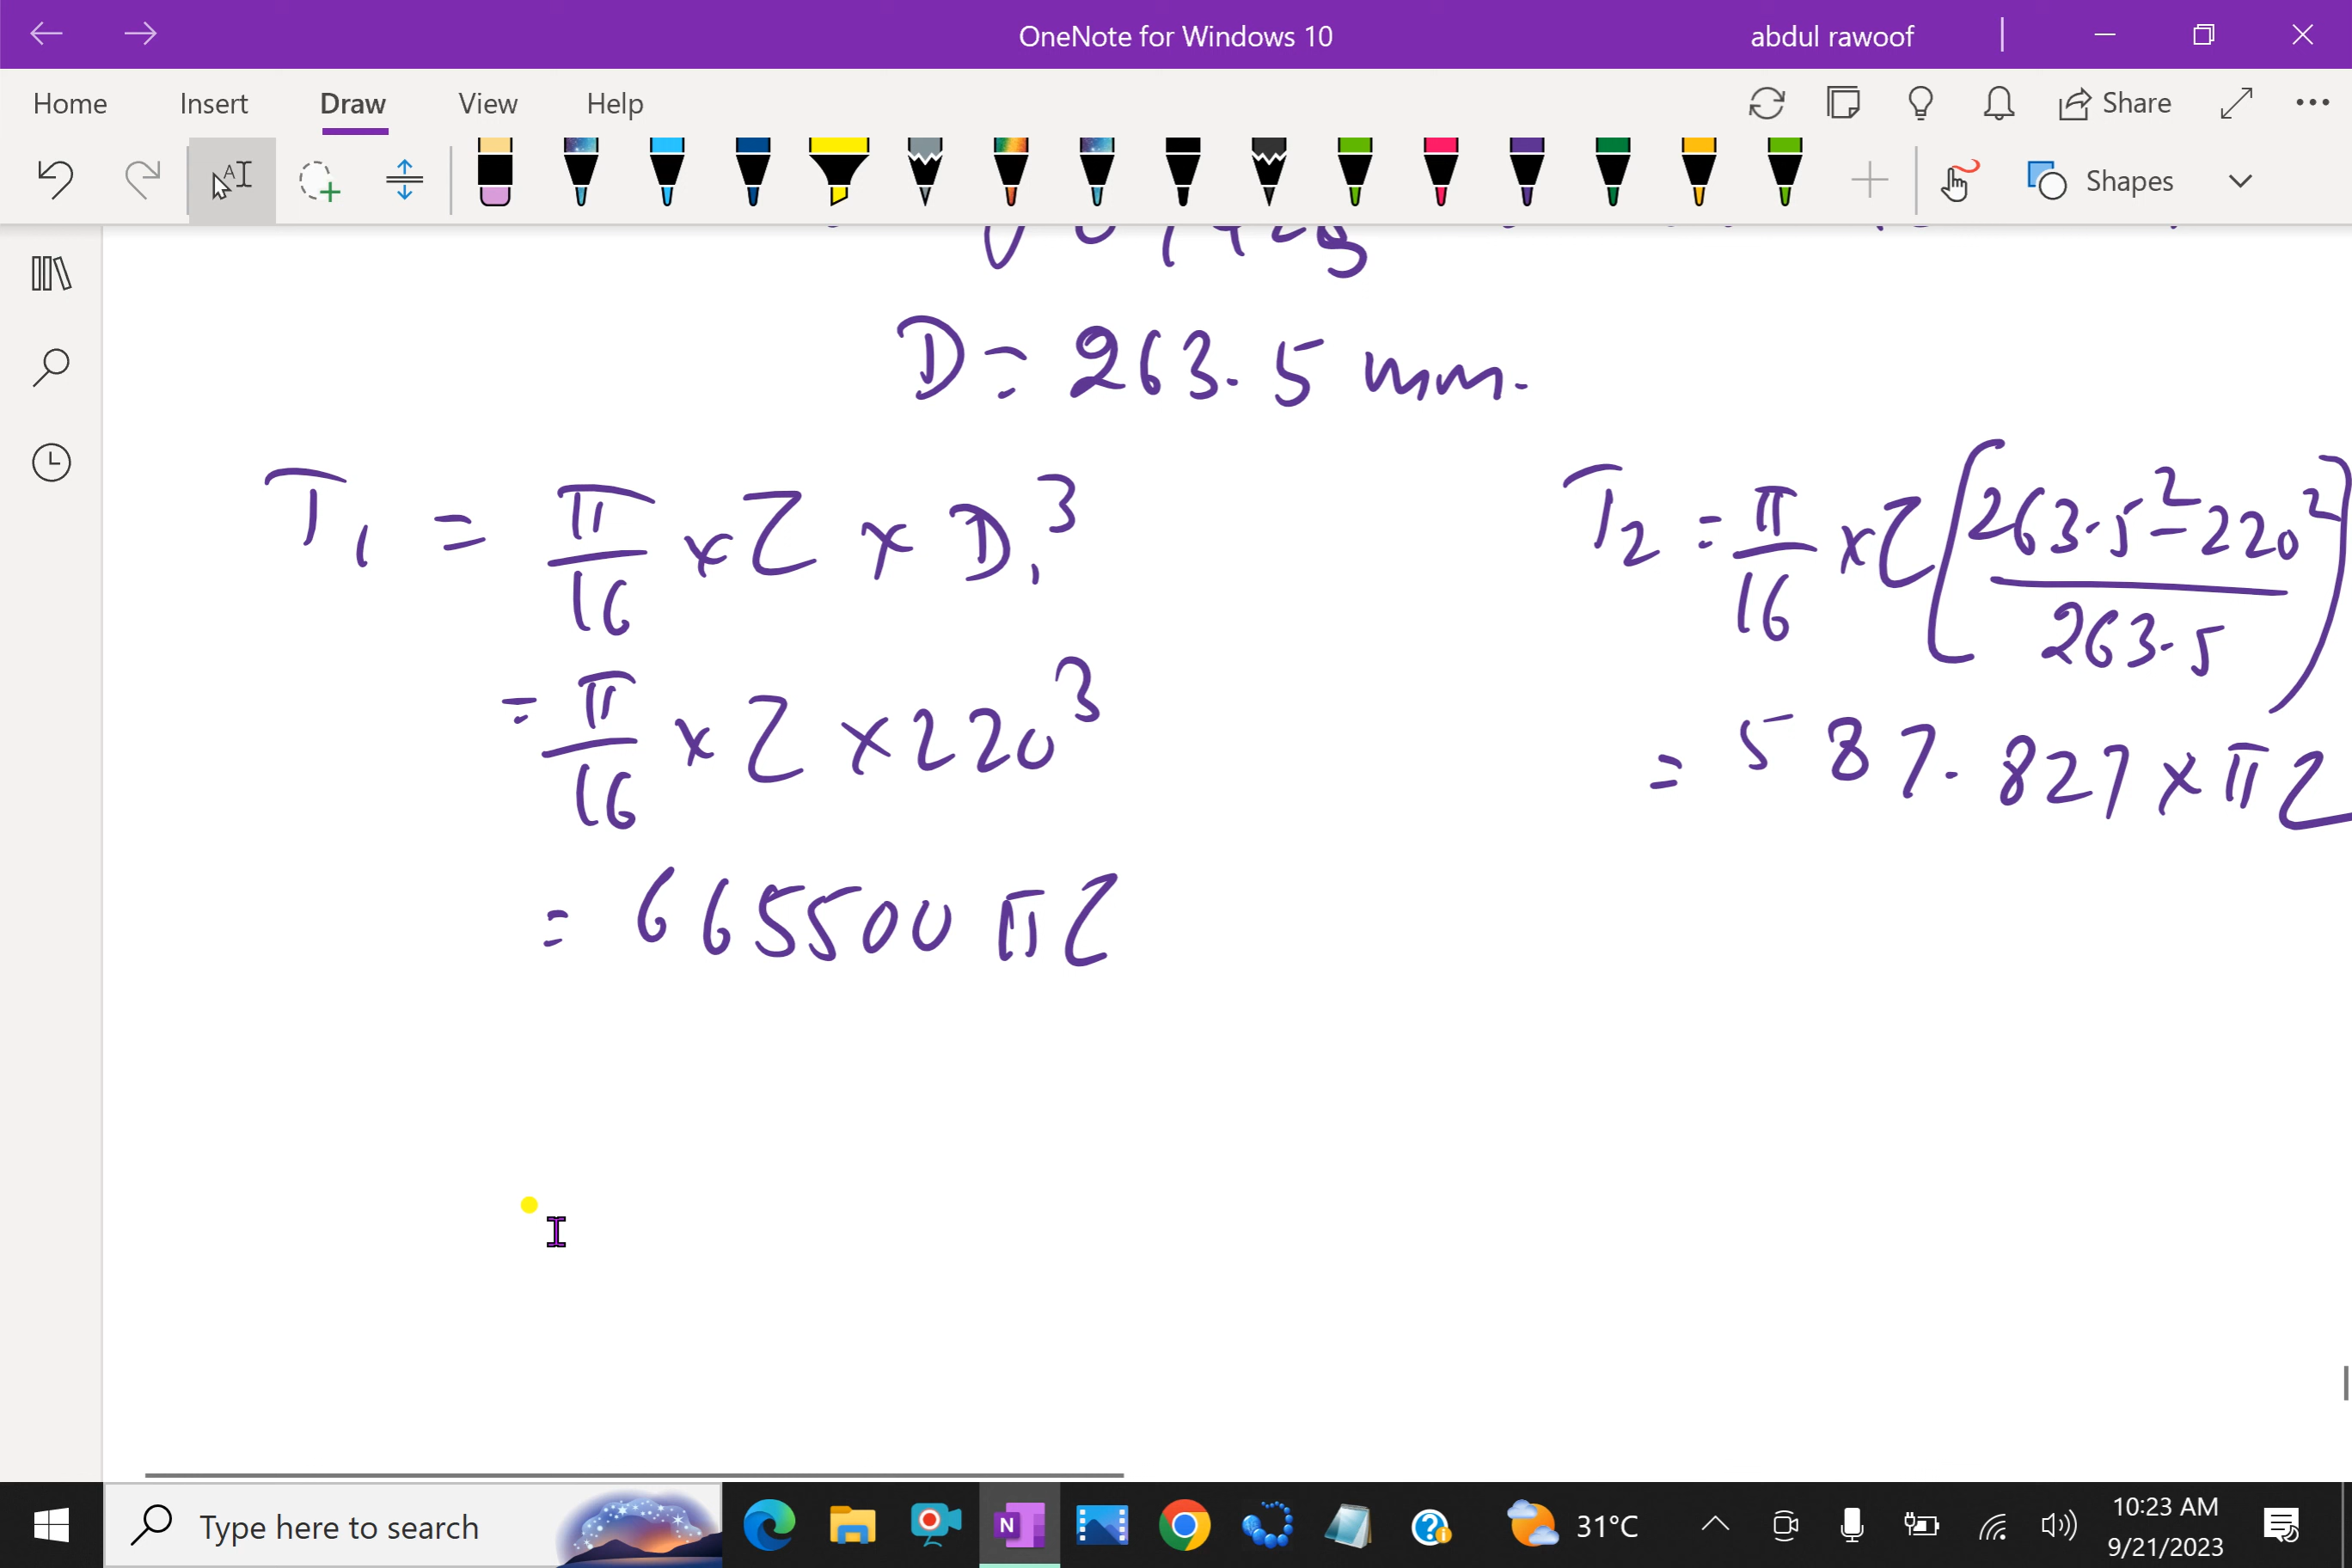 OneNote for Windows 10
abdul rawoof
Home Insert Draw View Help
Share
Shapes
D = 263.5 mm.
T₁ = π/16 × Z × D₁³
= π/16 × Z × 220³
= 665500 π Z
T₂ = π/16 × Z (263.5² - 220² / 263.5)
= 587.827 × π Z
Type here to search
31°C
10:23 AM
9/21/2023